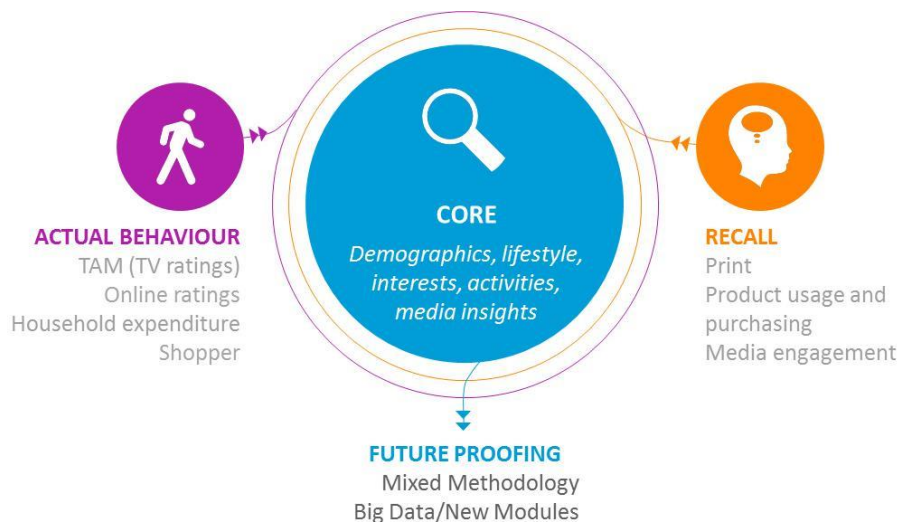 CORE
Demographics, lifestyle,
interests, activities,
media insights
ACTUAL BEHAVIOUR
TAM (TV ratings)
Online ratings
Household expenditure
Shopper
RECALL
Print
Product usage and
purchasing
Media engagement
FUTURE PROOFING
Mixed Methodology
Big Data/New Modules